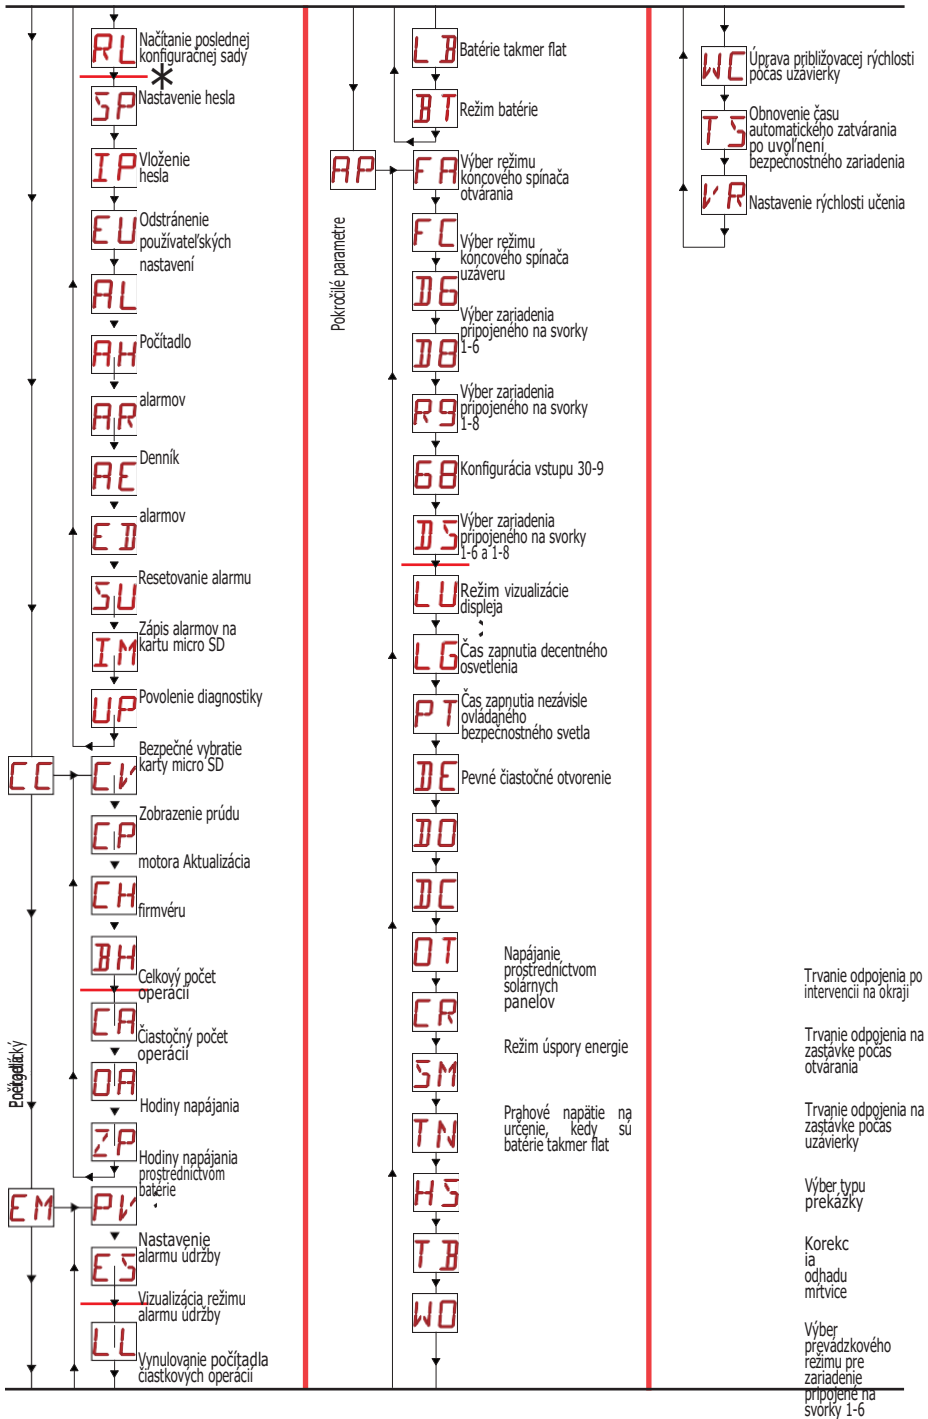 RL
Načítanie poslednej
konfiguračnej sady
*
SP
Nastavenie hesla
IP
Vloženie
hesla
EU
Odstránenie
používateľských
nastavení
AL
AH
Počítadlo
AR
alarmov
AE
Denník
ED
alarmov
SU
Resetovanie alarmu
IM
Zápis alarmov na
kartu micro SD
UP
Povolenie diagnostiky
CC
CV
Bezpečné vybratie
karty micro SD
CP
Zobrazenie prúdu
motora Aktualizácia
CH
firmvéru
BH
Celkový počet
operácií
CA
Čiastočný počet
operácií
OA
Hodiny napájania
ZP
Hodiny napájania
prostredníctvom
batérie
:
EM
PV
Nastavenie
alarmu údržby
ES
Vizualizácia režimu
alarmu údržby
LL
Vynulovanie počítadla
čiastkových operácií
LB
Batérie takmer flat
BT
Režim batérie
AP
Pokročilé parametre
FA
Výber režimu
koncového spínača
otvárania
FC
Výber režimu
koncového spínača
uzáveru
D6
Výber zariadenia
pripojeného na svorky
1-6
D8
R9
Výber zariadenia
pripojeného na svorky
1-8
68
Konfigurácia vstupu 30-9
DS
Výber zariadenia
pripojeného na svorky
1-6 a 1-8
LU
Režim vizualizácie
displeja
:
LG
Čas zapnutia decentného
osvetlenia
PT
Čas zapnutia nezávisle
ovládaného
bezpečnostného svetla
DE
Pevné čiastočné otvorenie
DO
DC
OT
Napájanie
prostredníctvom
solárnych
panelov
CR
SM
Režim úspory energie
TN
Prahové napätie na
určenie, kedy sú
batérie takmer flat
HS
TB
WO
WC
Úprava približovacej rýchlosti
počas uzávierky
TS
Obnovenie času
automatického zatvárania
po uvoľnení
bezpečnostného zariadenia
VR
Nastavenie rýchlosti učenia
Trvanie odpojenia po
intervencii na okraji
Trvanie odpojenia na
zastávke počas
otvárania
Trvanie odpojenia na
zastávke počas
uzávierky
Výber typu
prekážky
Korekc
ia
odhadu
mŕtvice
Výber
prevádzkového
režimu pre
zariadenie
pripojené na
svorky 1-6